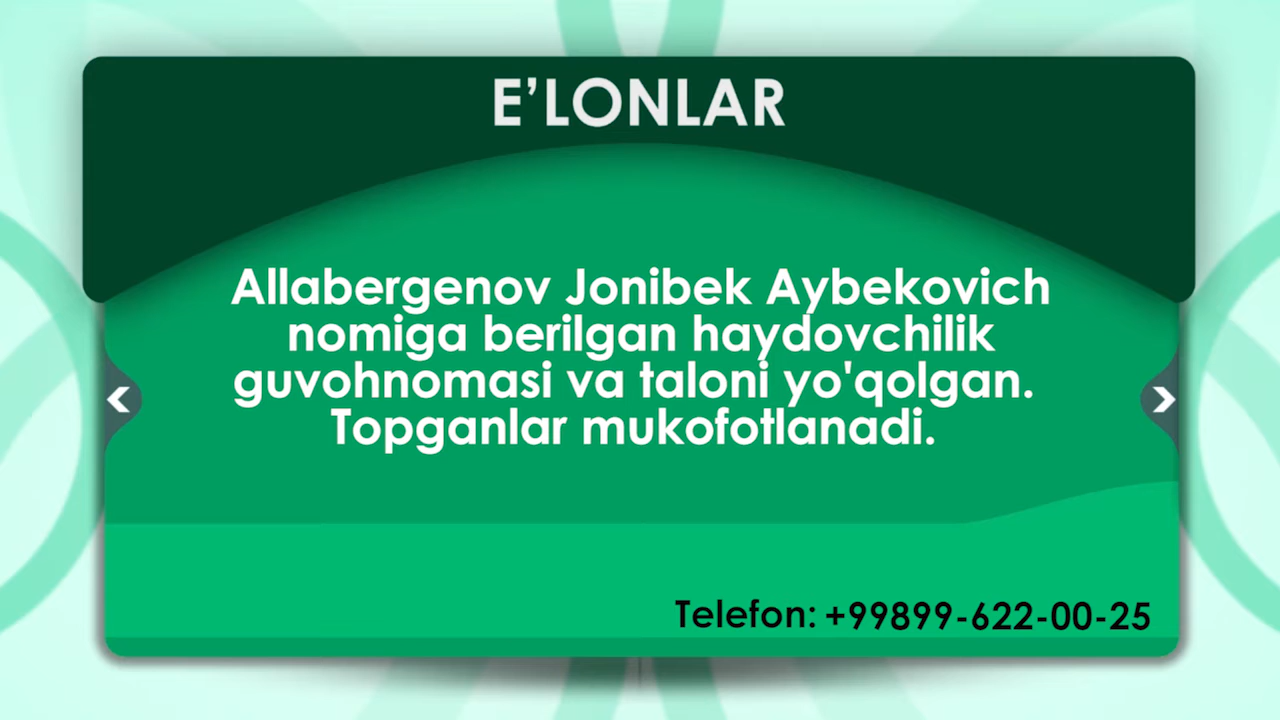 E’LONLAR
Allabergenov Jonibek Aybekovich
nomiga berilgan haydovchilik
guvohnomasi va taloni yo'qolgan.
Topganlar mukofotlanadi.
Telefon: +99899-622-00-25